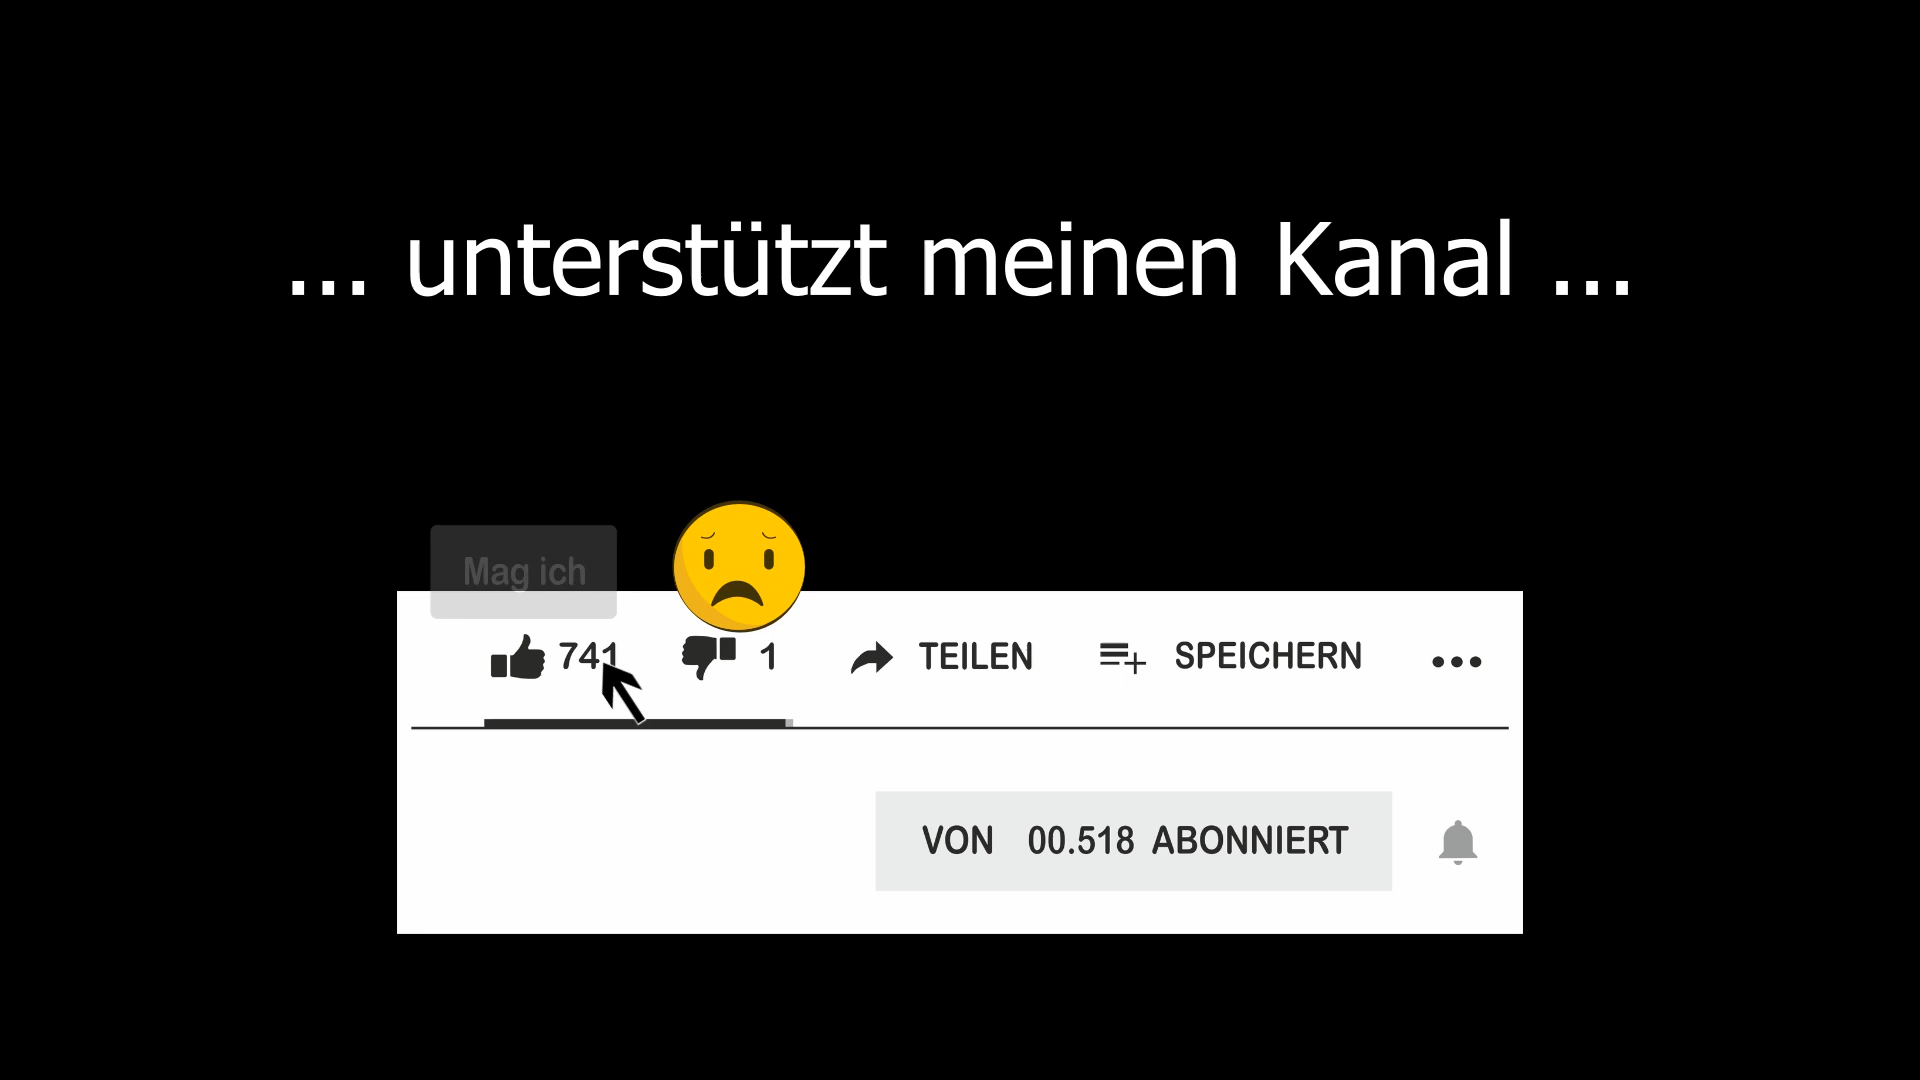 ... unterstützt meinen Kanal ...
Mag ich
741 1 TEILEN SPEICHERN
VON 00.518 ABONNIERT